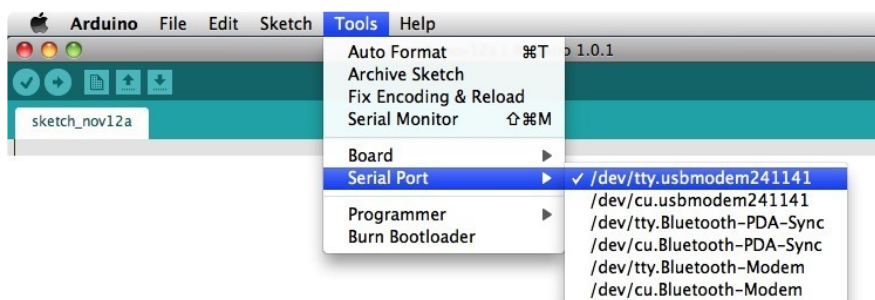 Arduino File Edit Sketch Tools Help
1.0.1
sketch_nov12a
Auto Format ⌘T
Archive Sketch
Fix Encoding & Reload
Serial Monitor ⇧⌘M
Board
Serial Port
Programmer
Burn Bootloader
✓ /dev/tty.usbmodem241141
/dev/cu.usbmodem241141
/dev/tty.Bluetooth-PDA-Sync
/dev/cu.Bluetooth-PDA-Sync
/dev/tty.Bluetooth-Modem
/dev/cu.Bluetooth-Modem